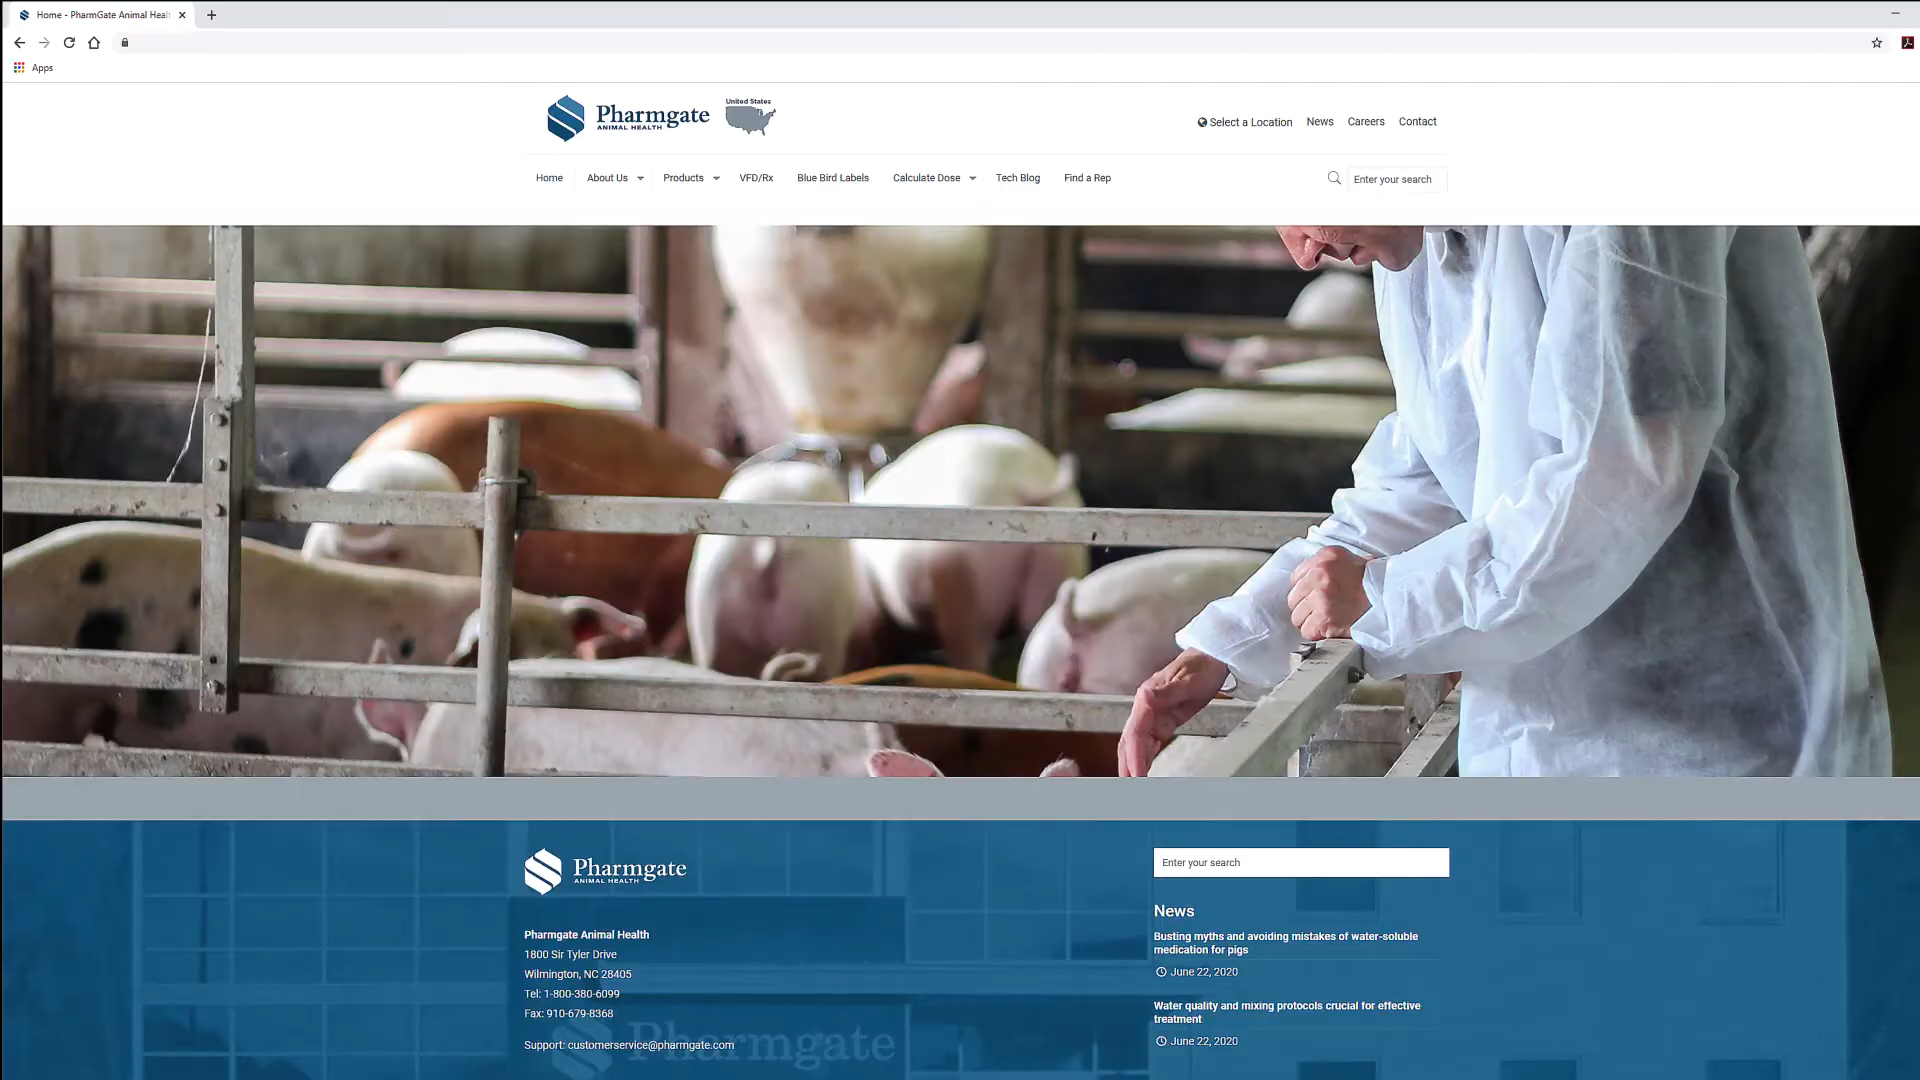 Home - PharmGate Animal Heal
Apps
Pharmgate
ANIMAL HEALTH
United States
Select a Location
News
Careers
Contact
Home
About Us
Products
VFD/Rx
Blue Bird Labels
Calculate Dose
Tech Blog
Find a Rep
Enter your search
Pharmgate
ANIMAL HEALTH
Pharmgate Animal Health
1800 Sir Tyler Drive
Wilmington, NC 28405
Tel: 1-800-380-6099
Fax: 910-679-8368
Support: customerservice@pharmgate.com
Pharmgate
Enter your search
News
Busting myths and avoiding mistakes of water-soluble
medication for pigs
June 22, 2020
Water quality and mixing protocols crucial for effective
treatment
June 22, 2020